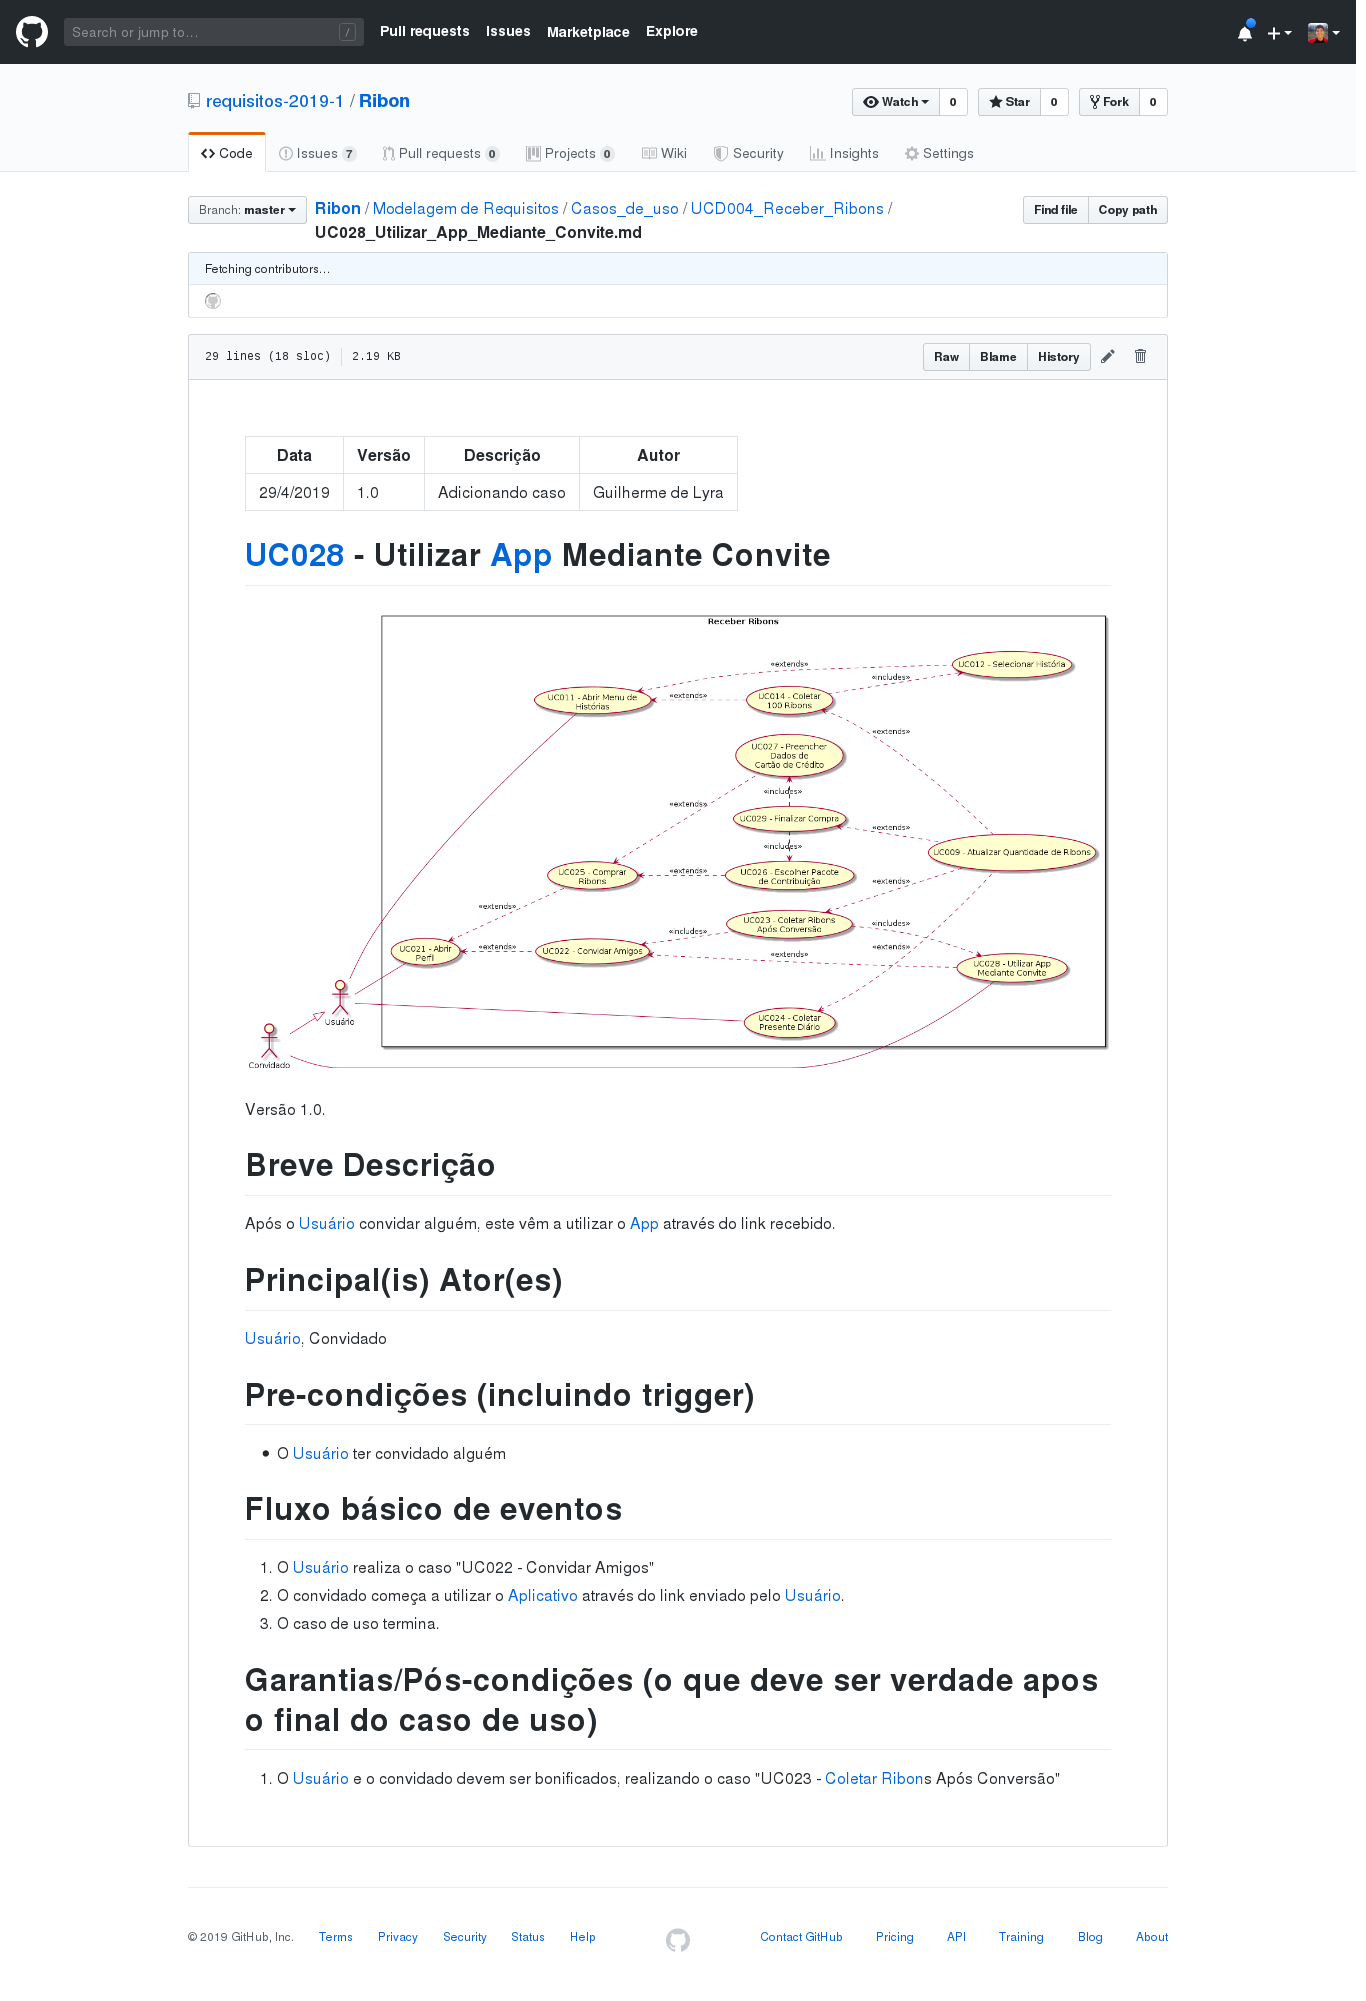 Search or jump to… /
Pull requests Issues Marketplace Explore
requisitos-2019-1 / Ribon
Watch 0 Star 0 Fork 0
Code Issues 7 Pull requests 0 Projects 0 Wiki Security Insights Settings
Branch: master Ribon / Modelagem de Requisitos / Casos_de_uso / UCD004_Receber_Ribons /
UC028_Utilizar_App_Mediante_Convite.md
Find file Copy path
Fetching contributors…
29 lines (18 sloc) 2.19 KB
Raw Blame History
Data Versão Descrição Autor
29/4/2019 1.0 Adicionando caso Guilherme de Lyra
UC028 - Utilizar App Mediante Convite
Receber Ribons
UC012 - Selecionar História
«extends»
«includes»
UC011 - Abrir Menu de
Histórias
«extends»
UC014 - Coletar
100 Ribons
«extends»
UC027 - Preencher
Dados de
Cartão de Crédito
«includes»
«extends»
UC029 - Finalizar Compra
«extends»
«includes»
UC009 - Atualizar Quantidade de Ribons
UC025 - Comprar
Ribons
«extends»
UC026 - Escolher Pacote
de Contribuição
«extends»
«extends»
UC023 - Coletar Ribons
Após Conversão
«extends»
«includes»
UC021 - Abrir
Perfil
«extends»
UC022 - Convidar Amigos
«extends»
«extends»
UC028 - Utilizar App
Mediante Convite
UC024 - Coletar
Presente Diário
Usuário
Convidado
Versão 1.0.
Breve Descrição
Após o Usuário convidar alguém, este vêm a utilizar o App através do link recebido.
Principal(is) Ator(es)
Usuário, Convidado
Pre-condições (incluindo trigger)
• O Usuário ter convidado alguém
Fluxo básico de eventos
1. O Usuário realiza o caso "UC022 - Convidar Amigos"
2. O convidado começa a utilizar o Aplicativo através do link enviado pelo Usuário.
3. O caso de uso termina.
Garantias/Pós-condições (o que deve ser verdade apos
o final do caso de uso)
1. O Usuário e o convidado devem ser bonificados, realizando o caso "UC023 - Coletar Ribons Após Conversão"
© 2019 GitHub, Inc. Terms Privacy Security Status Help Contact GitHub Pricing API Training Blog About